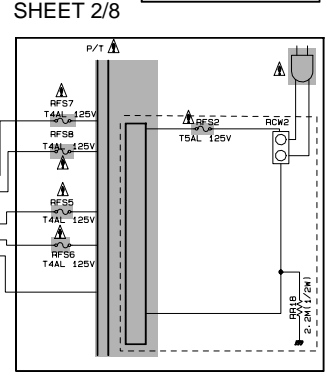 SHEET 2/8
P/T
RFS7
T4AL 125V
RFS8
T4AL 125V
RFS5
T4AL 125V
RFS6
T4AL 125V
RFS2
T5AL 125V
RCW2
RR18
2.2M(1/2W)